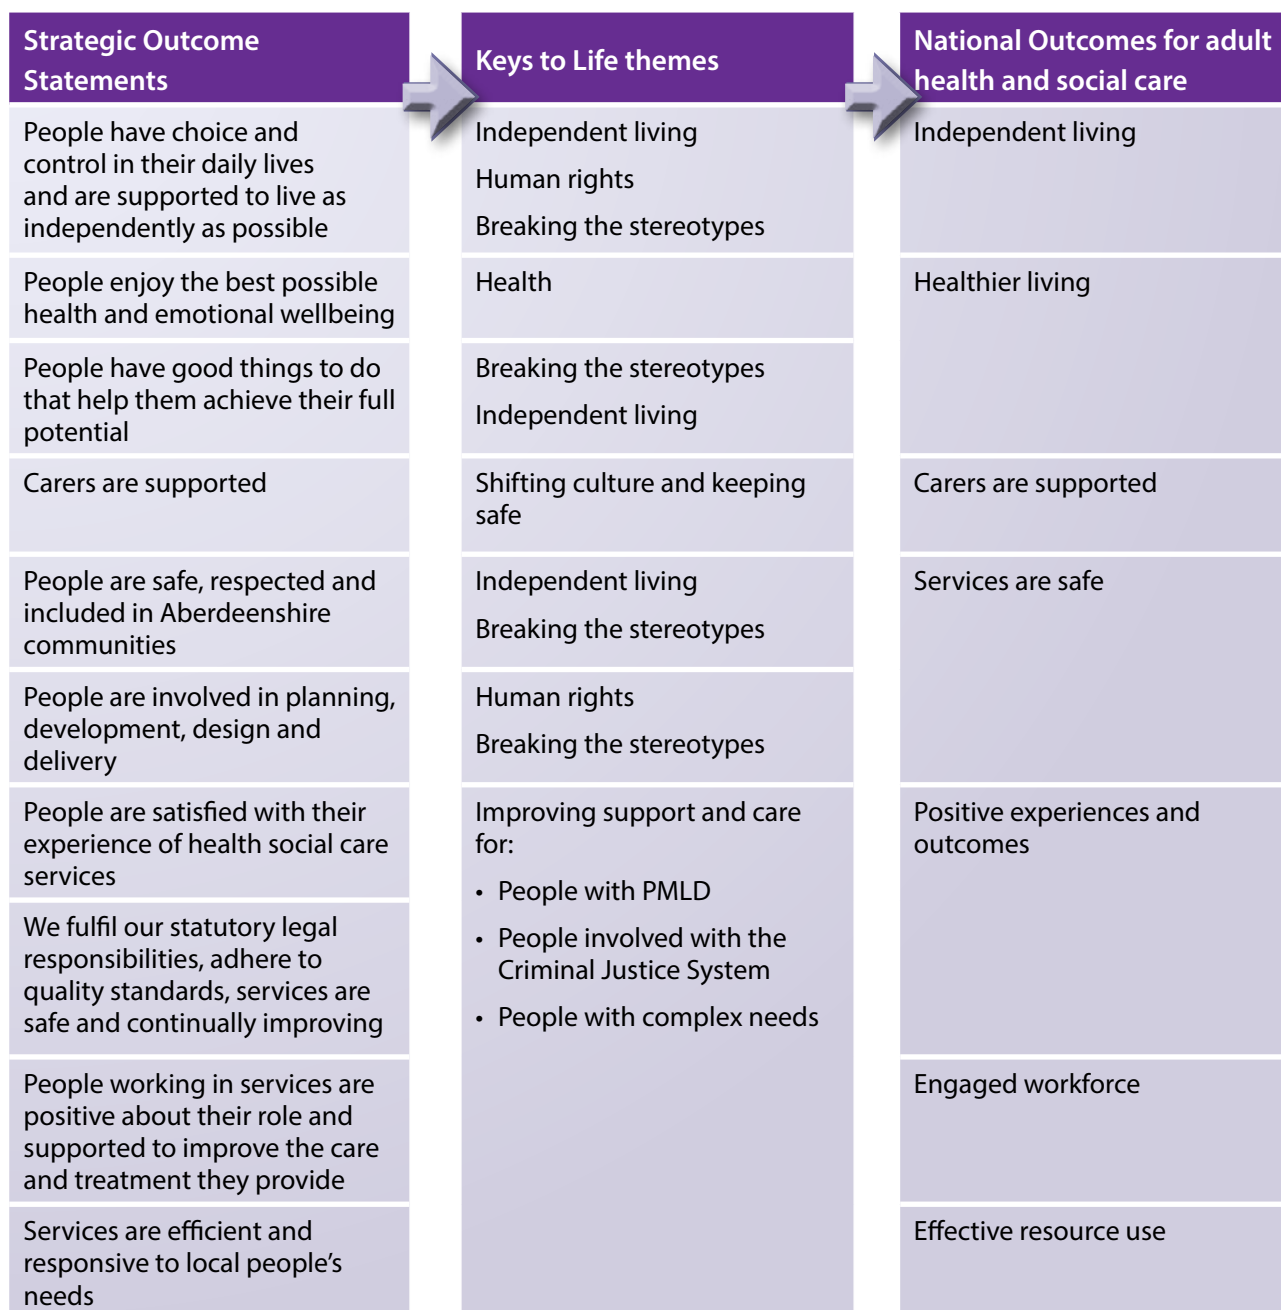 Strategic Outcome
Statements
Keys to Life themes
National Outcomes for adult
health and social care
People have choice and
control in their daily lives
and are supported to live as
independently as possible
Independent living
Human rights
Breaking the stereotypes
Independent living
People enjoy the best possible
health and emotional wellbeing
Health
Healthier living
People have good things to do
that help them achieve their full
potential
Breaking the stereotypes
Independent living
Carers are supported
Shifting culture and keeping
safe
Carers are supported
People are safe, respected and
included in Aberdeenshire
communities
Independent living
Breaking the stereotypes
Services are safe
People are involved in planning,
development, design and
delivery
Human rights
Breaking the stereotypes
People are satisfied with their
experience of health social care
services
Improving support and care
for:
• People with PMLD
• People involved with the
Criminal Justice System
• People with complex needs
Positive experiences and
outcomes
We fulfil our statutory legal
responsibilities, adhere to
quality standards, services are
safe and continually improving
People working in services are
positive about their role and
supported to improve the care
and treatment they provide
Engaged workforce
Services are efficient and
responsive to local people’s
needs
Effective resource use